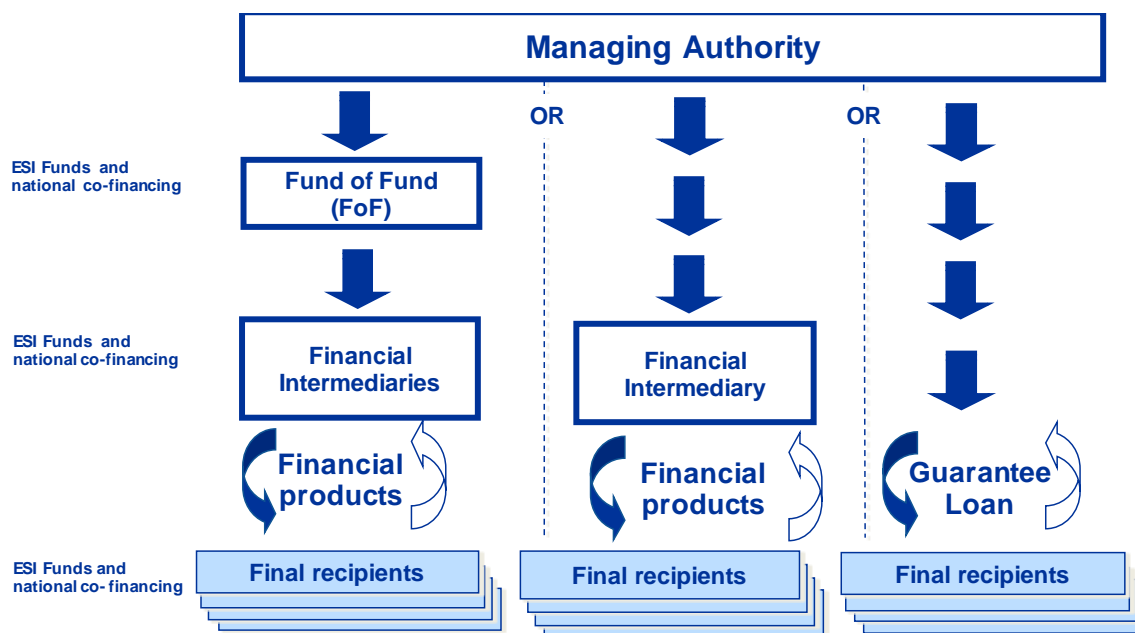 Managing Authority
OR
OR
ESI Funds and
national co-financing
Fund of Fund
(FoF)
ESI Funds and
national co-financing
Financial
Intermediaries
Financial
Intermediary
Financial
products
Financial
products
Guarantee
Loan
ESI Funds and
national co- financing
Final recipients
Final recipients
Final recipients